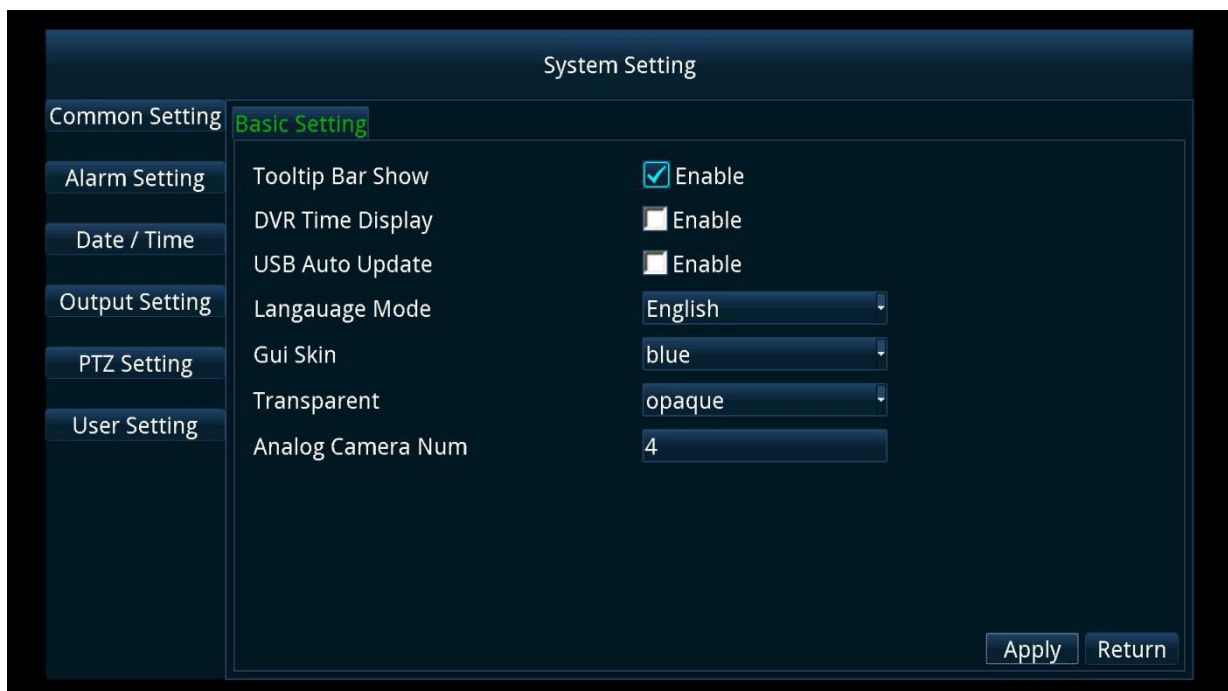 System Setting
Common Setting
Alarm Setting
Date / Time
Output Setting
PTZ Setting
User Setting
Basic Setting
Tooltip Bar Show Enable
DVR Time Display Enable
USB Auto Update Enable
Langauage Mode English
Gui Skin blue
Transparent opaque
Analog Camera Num 4
Apply Return